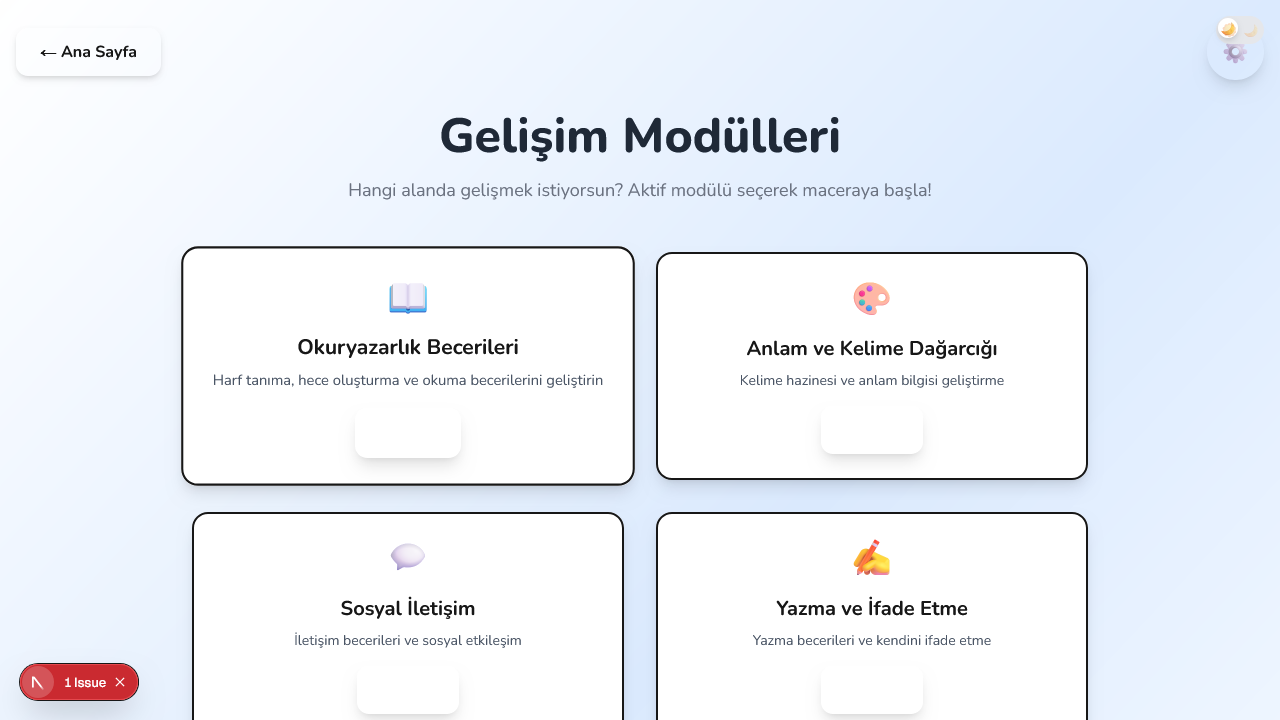 ← Ana Sayfa
Gelişim Modülleri
Hangi alanda gelişmek istiyorsun? Aktif modülü seçerek maceraya başla!
Okuryazarlık Becerileri
Harf tanıma, hece oluşturma ve okuma becerilerini geliştirin
Anlam ve Kelime Dağarcığı
Kelime hazinesi ve anlam bilgisi geliştirme
Sosyal İletişim
İletişim becerileri ve sosyal etkileşim
Yazma ve İfade Etme
Yazma becerileri ve kendini ifade etme
1 Issue